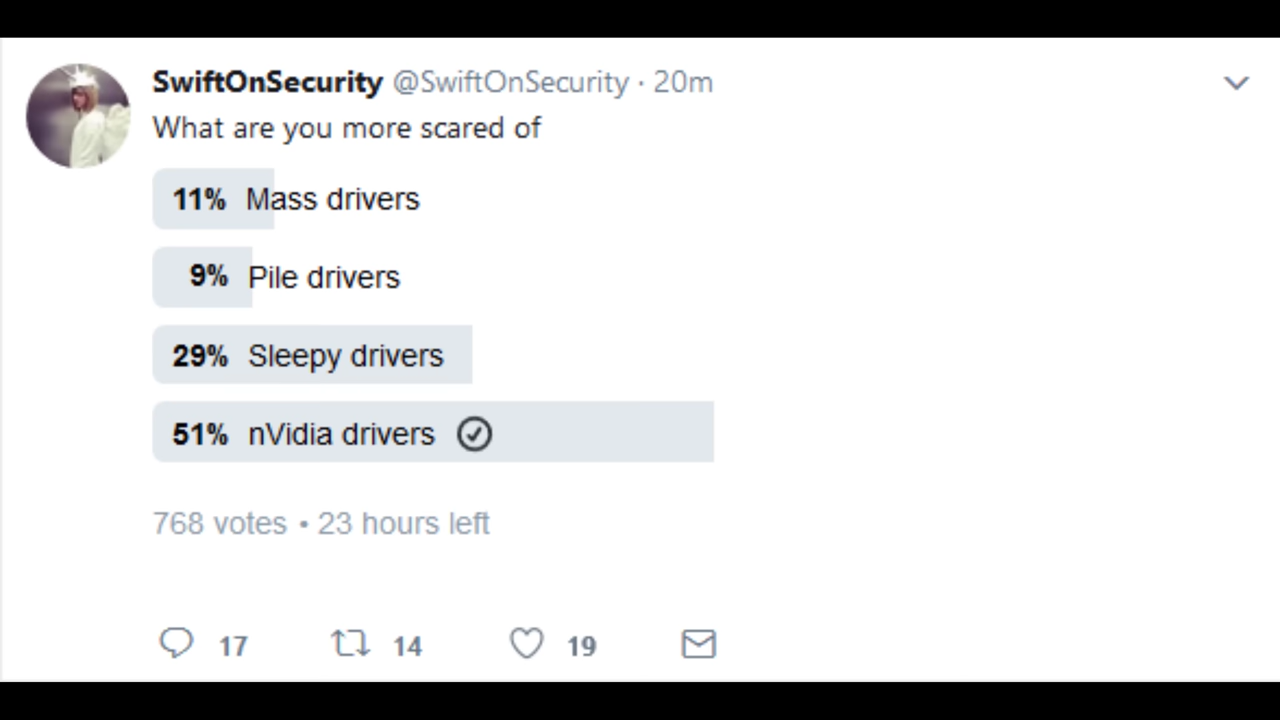 SwiftOnSecurity @SwiftOnSecurity · 20m
What are you more scared of
11% Mass drivers
9% Pile drivers
29% Sleepy drivers
51% nVidia drivers
768 votes • 23 hours left
17 14 19